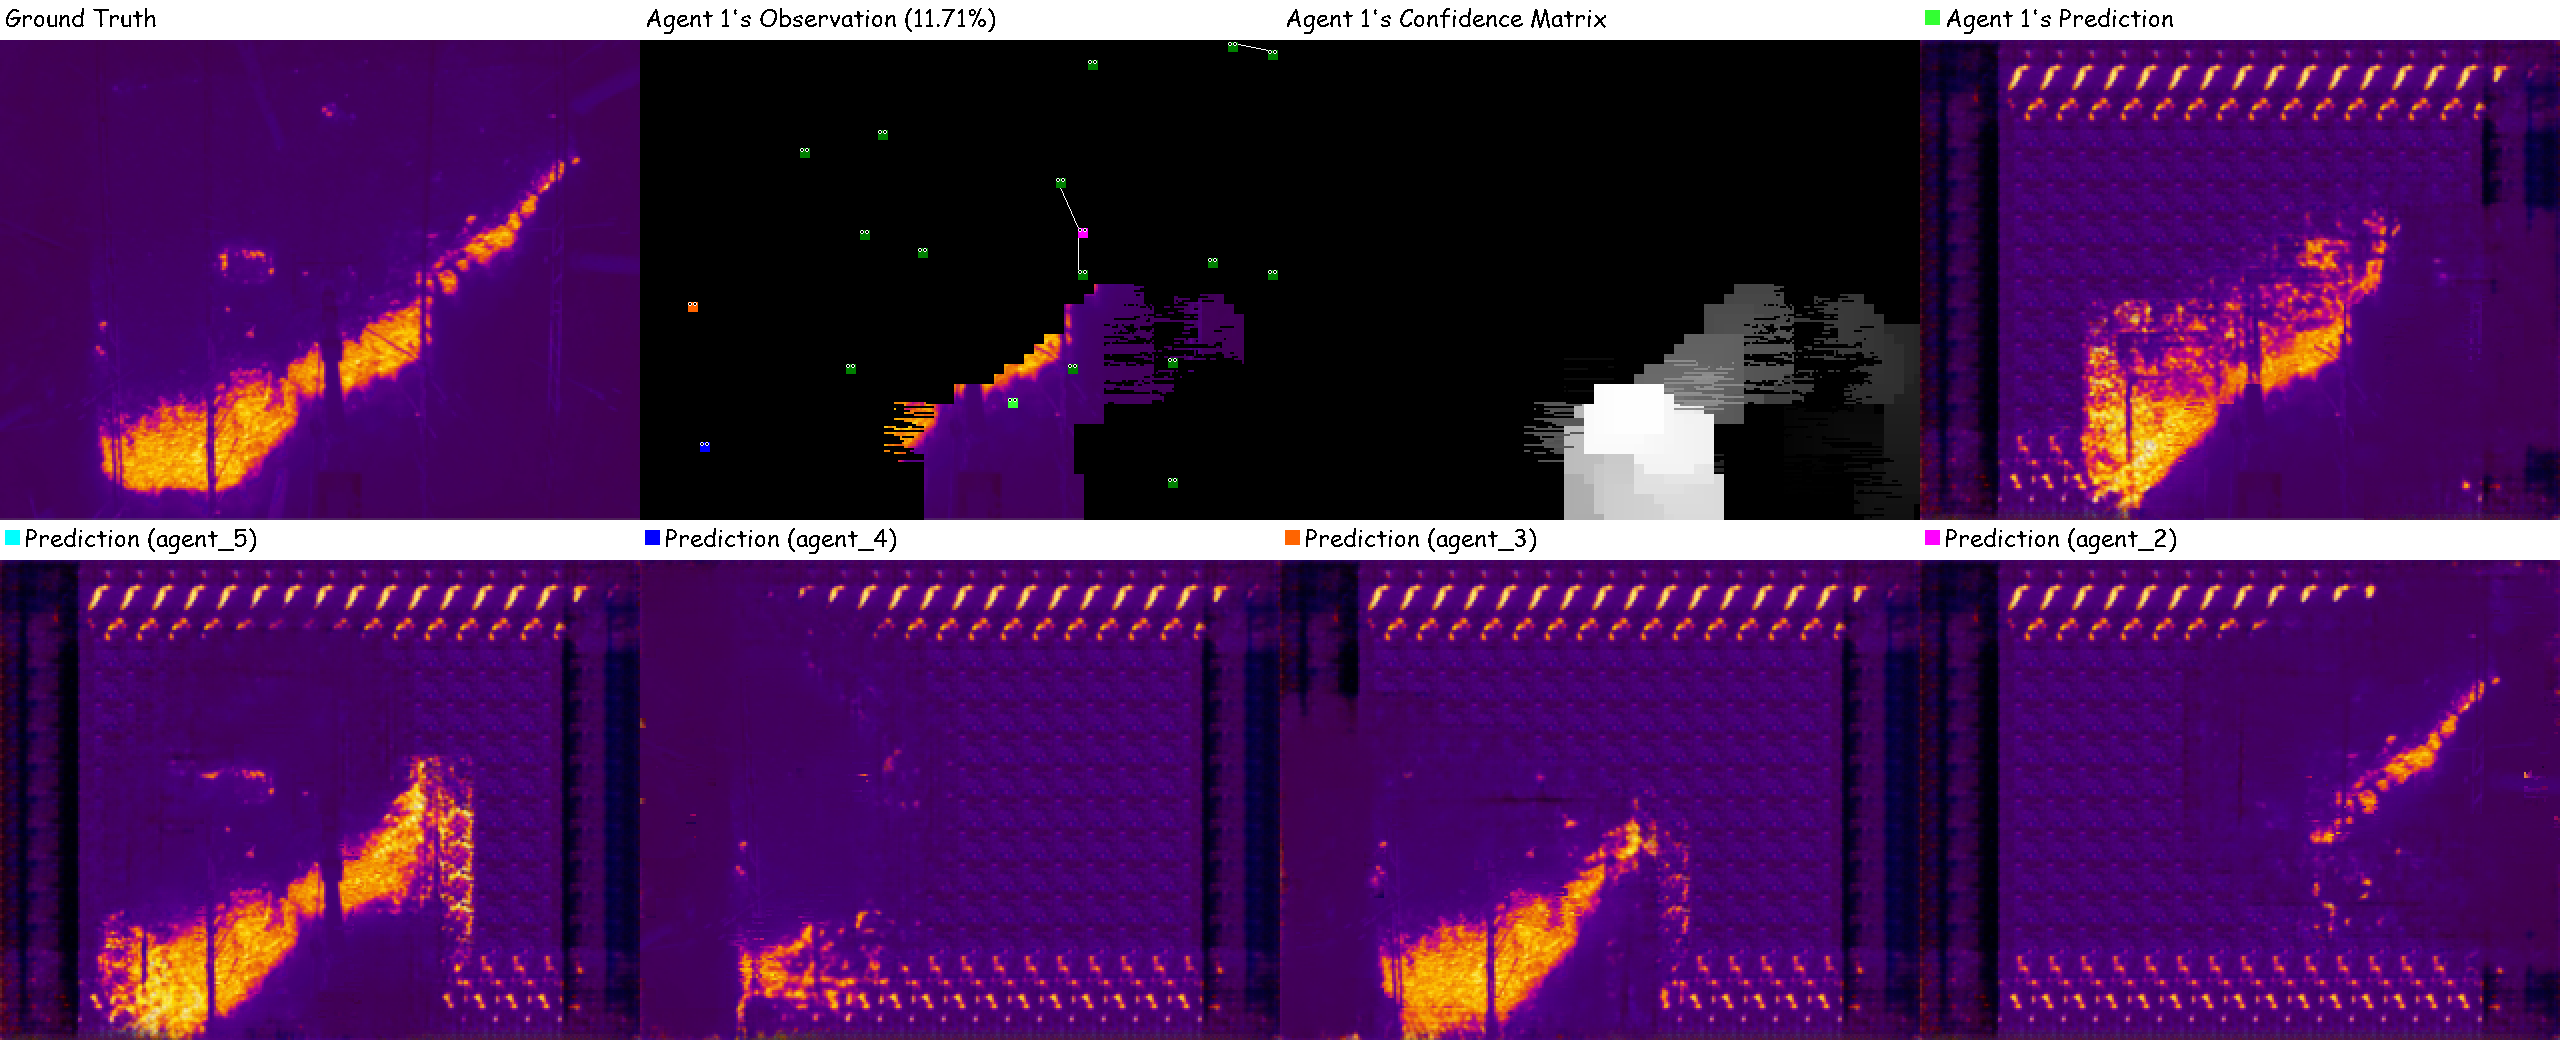 Ground Truth
Agent 1's Observation (11.71%)
Agent 1's Confidence Matrix
Agent 1's Prediction
Prediction (agent_5)
Prediction (agent_4)
Prediction (agent_3)
Prediction (agent_2)